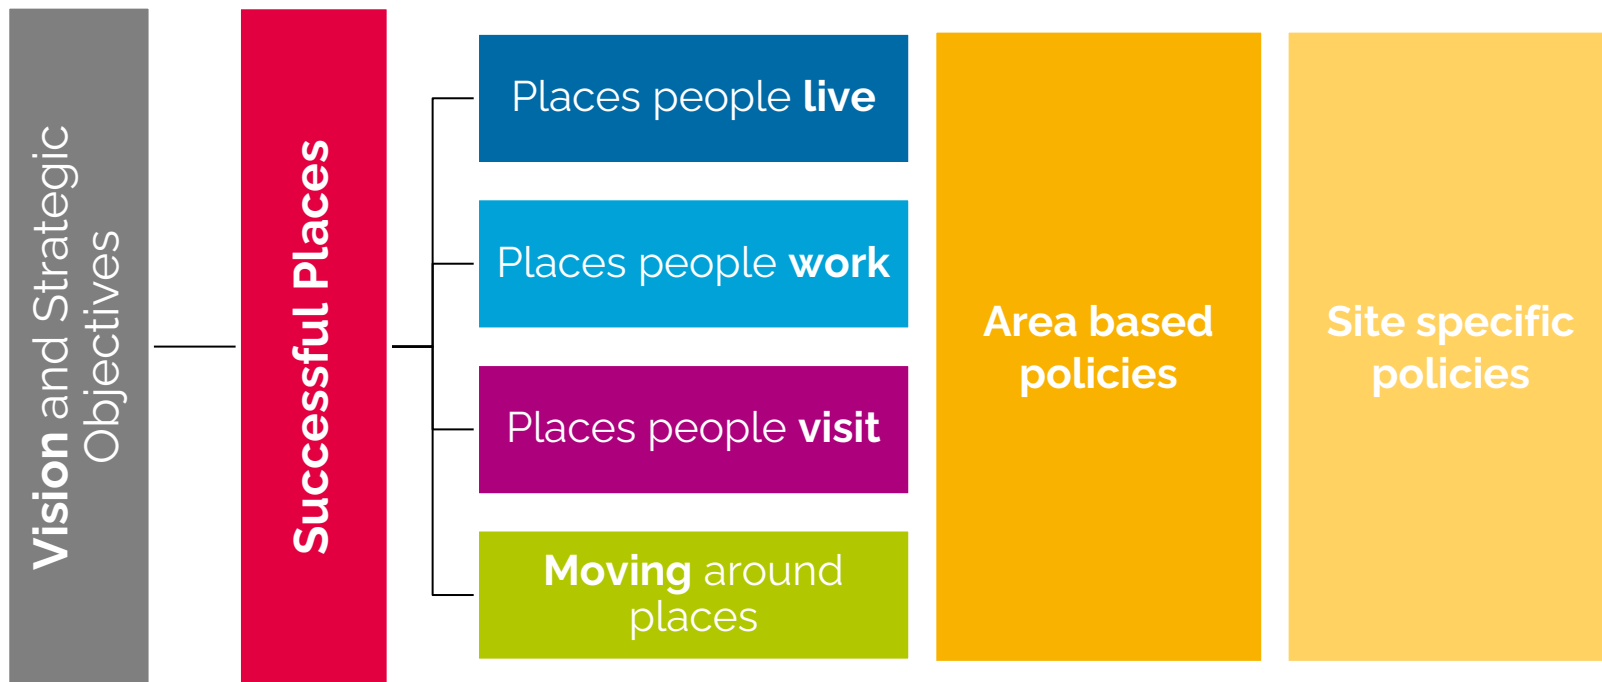 Vision and Strategic
Objectives
Successful Places
Places people live
Places people work
Places people visit
Moving around
places
Area based
policies
Site specific
policies